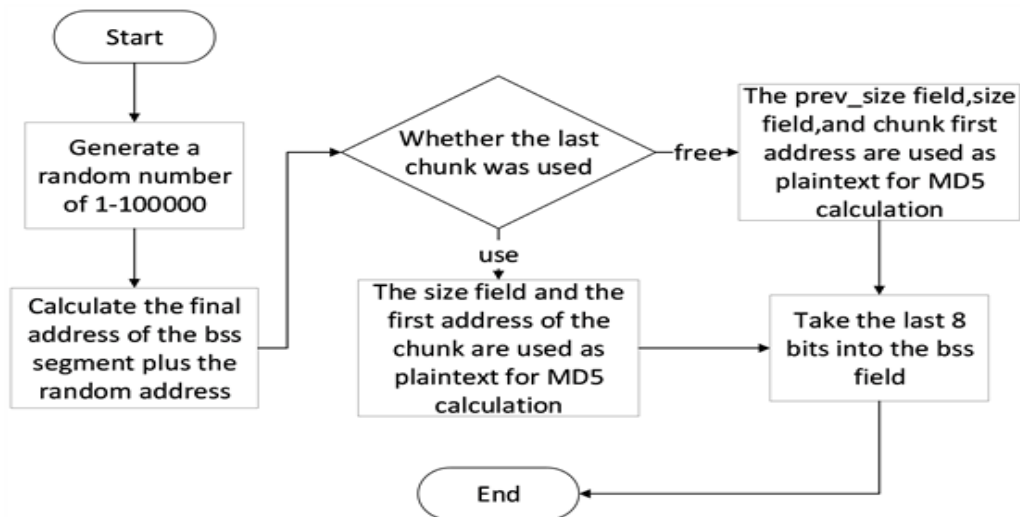 Start
Generate a
random number
of 1-100000
Calculate the final
address of the bss
segment plus the
random address
Whether the last
chunk was used
free
use
The prev_size field,size
field,and chunk first
address are used as
plaintext for MD5
calculation
The size field and the
first address of the
chunk are used as
plaintext for MD5
calculation
Take the last 8
bits into the bss
field
End